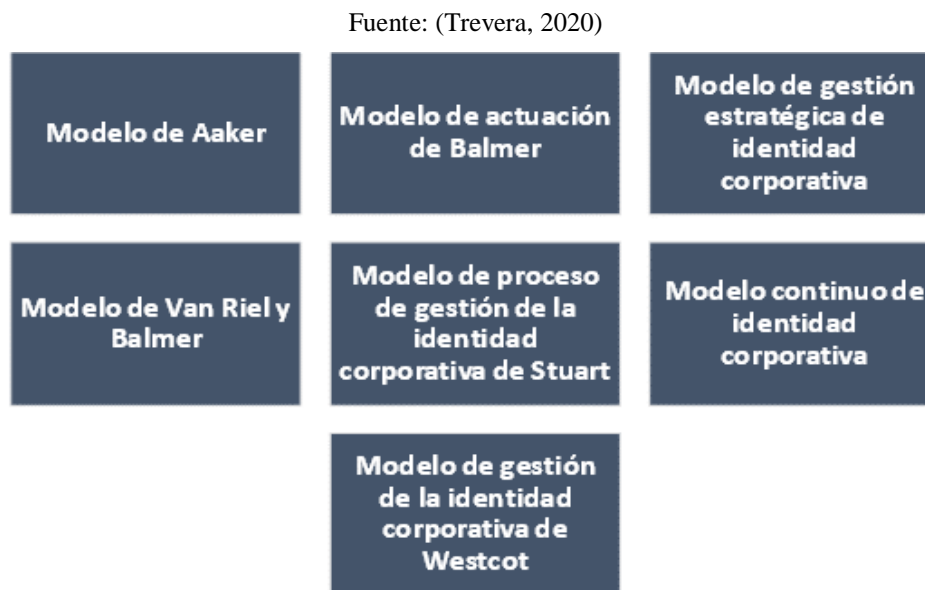 Fuente: (Trevera, 2020)
Modelo de Aaker
Modelo de actuación
de Balmer
Modelo de gestión
estratégica de
identidad
corporativa
Modelo de Van Riel y
Balmer
Modelo de proceso
de gestión de la
identidad
corporativa de Stuart
Modelo continuo de
identidad
corporativa
Modelo de gestión
de la identidad
corporativa de
Westcot